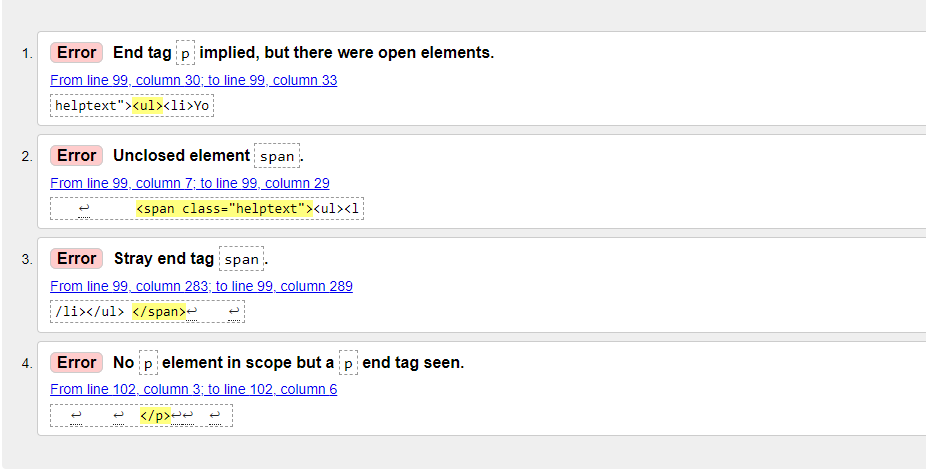 1. Error End tag p implied, but there were open elements.
From line 99, column 30; to line 99, column 33
helptext"><ul><li>Yo
2. Error Unclosed element span.
From line 99, column 7; to line 99, column 29
↩ <span class="helptext"><ul><l
3. Error Stray end tag span.
From line 99, column 283; to line 99, column 289
/li></ul> </span>↩ ↩
4. Error No p element in scope but a p end tag seen.
From line 102, column 3; to line 102, column 6
↩ ↩ </p>↩↩ ↩